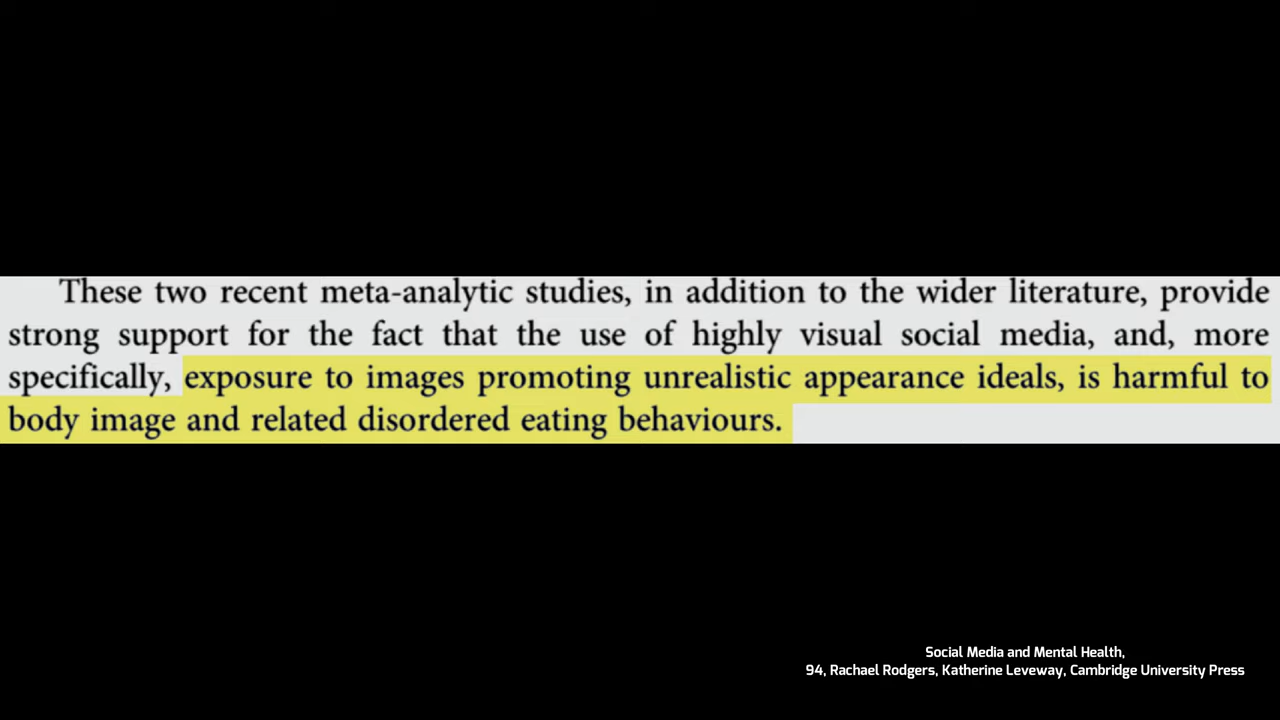 These two recent meta-analytic studies, in addition to the wider literature, provide
strong support for the fact that the use of highly visual social media, and, more
specifically, exposure to images promoting unrealistic appearance ideals, is harmful to
body image and related disordered eating behaviours.
Social Media and Mental Health,
94, Rachael Rodgers, Katherine Leveway, Cambridge University Press